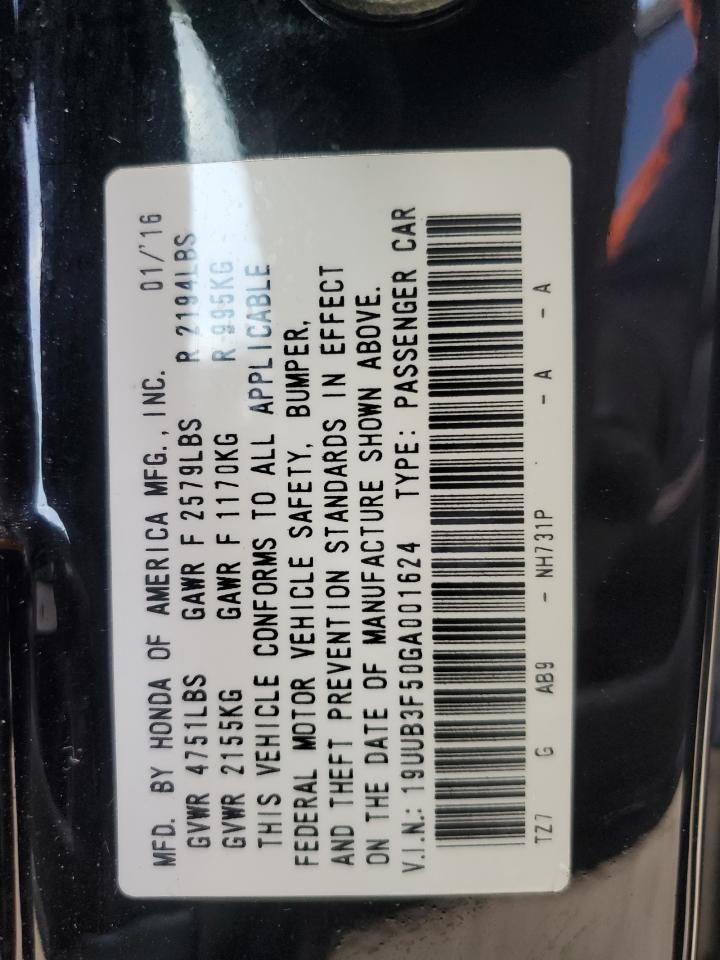 MFD. BY HONDA OF AMERICA MFG., INC. 01/'16
GVWR 4751LBS GAWR F 2579LBS R 2194LBS
GVWR 2155KG GAWR F 1170KG R 995KG
THIS VEHICLE CONFORMS TO ALL APPLICABLE
FEDERAL MOTOR VEHICLE SAFETY, BUMPER,
AND THEFT PREVENTION STANDARDS IN EFFECT
ON THE DATE OF MANUFACTURE SHOWN ABOVE.
V.I.N.: 19UUB3F50GA001624 TYPE: PASSENGER CAR
TZ7 G AB9 - NH731P - A - A